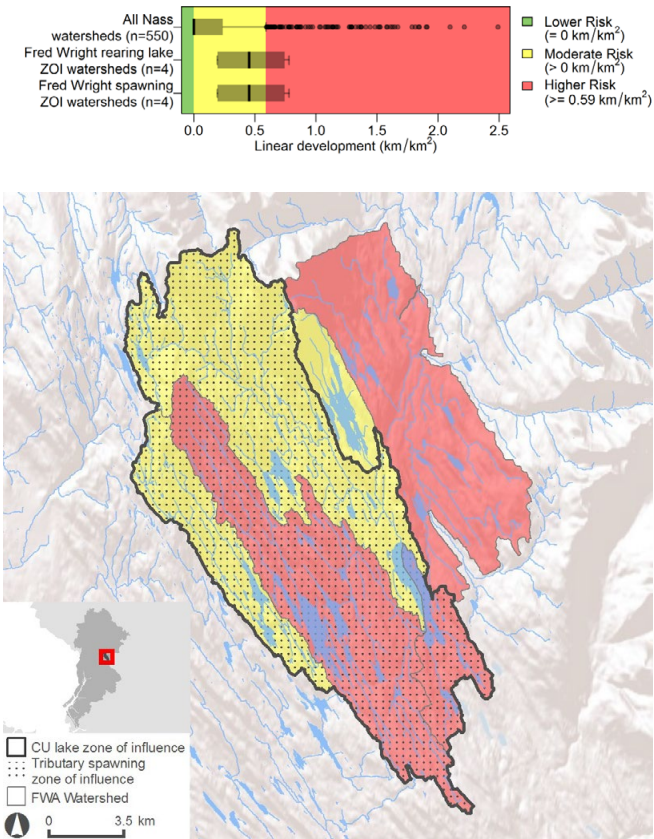 All Nass
watersheds (n=550)
Fred Wright rearing lake
ZOI watersheds (n=4)
Fred Wright spawning
ZOI watersheds (n=4)
0.0 0.5 1.0 1.5 2.0 2.5
Linear development (km/km²)
Lower Risk
(= 0 km/km²)
Moderate Risk
(> 0 km/km²)
Higher Risk
(>= 0.59 km/km²)
CU lake zone of influence
Tributary spawning
zone of influence
FWA Watershed
0 3.5 km